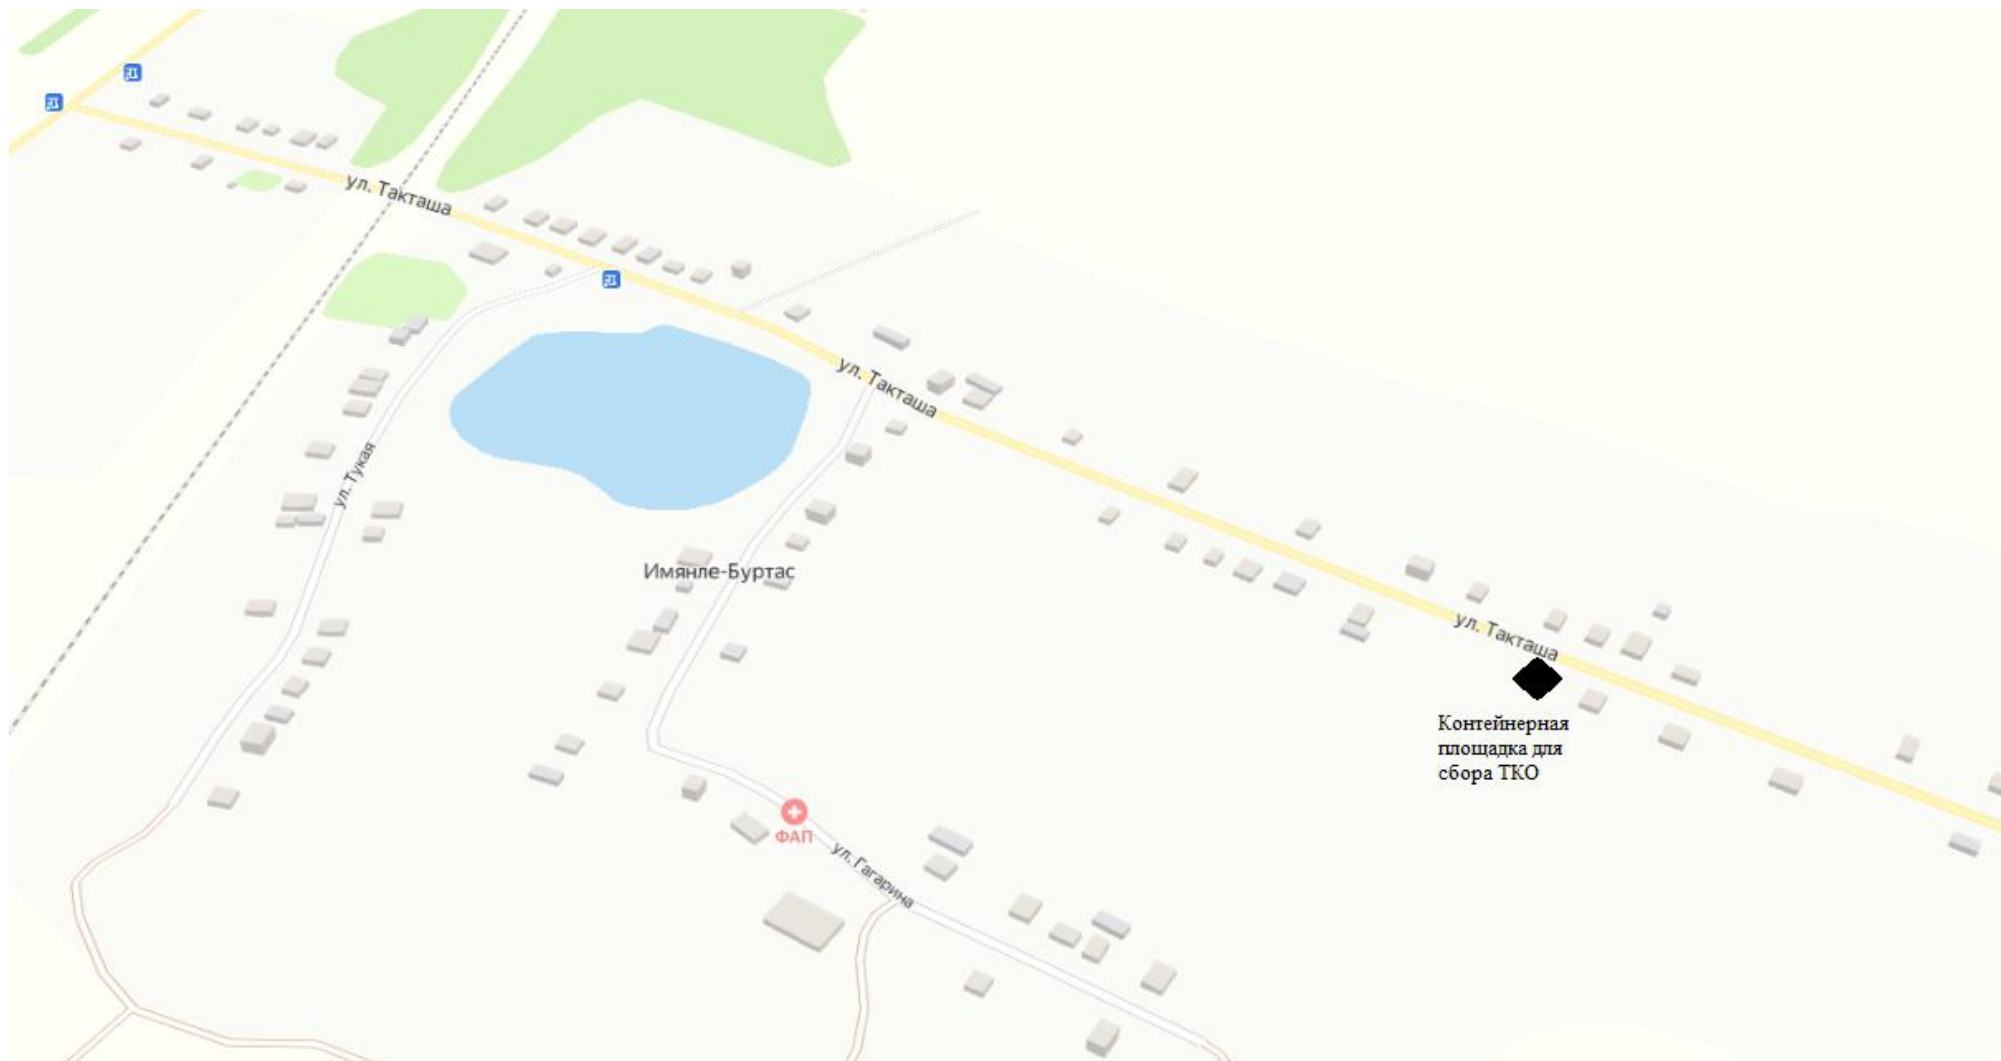 ул. Такташа
ул. Такташа
ул. Тукая
Имянле-Буртас
ул. Такташа
Контейнерная
площадка для
сбора ТКО
ФАП
ул. Гагарина